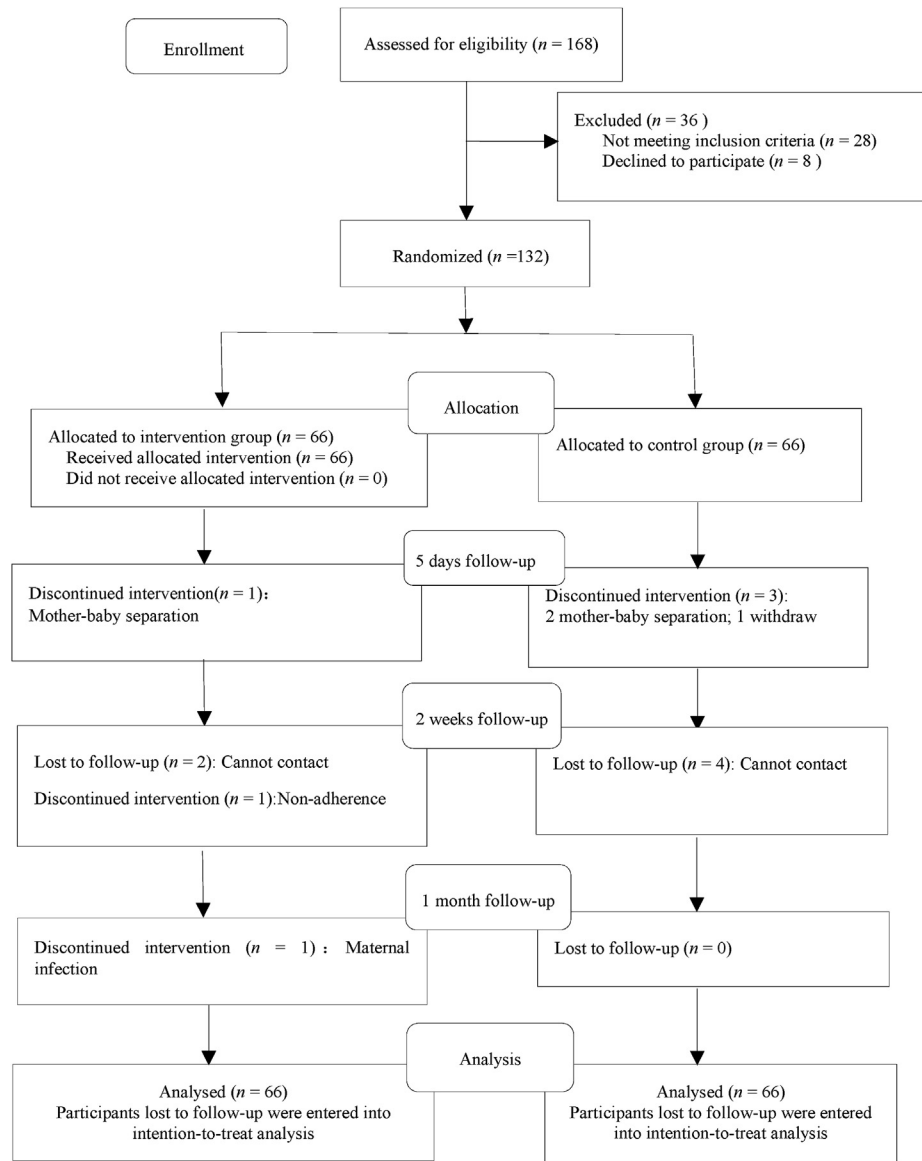 Enrollment
Assessed for eligibility (n = 168)
Excluded (n = 36 )
Not meeting inclusion criteria (n = 28)
Declined to participate (n = 8 )
Randomized (n =132)
Allocation
Allocated to intervention group (n = 66)
Received allocated intervention (n = 66)
Did not receive allocated intervention (n = 0)
Allocated to control group (n = 66)
5 days follow-up
Discontinued intervention(n = 1)：
Mother-baby separation
Discontinued intervention (n = 3):
2 mother-baby separation; 1 withdraw
2 weeks follow-up
Lost to follow-up (n = 2): Cannot contact
Discontinued intervention (n = 1):Non-adherence
Lost to follow-up (n = 4): Cannot contact
1 month follow-up
Discontinued intervention (n = 1)： Maternal
infection
Lost to follow-up (n = 0)
Analysis
Analysed (n = 66)
Participants lost to follow-up were entered into
intention-to-treat analysis
Analysed (n = 66)
Participants lost to follow-up were entered
into intention-to-treat analysis